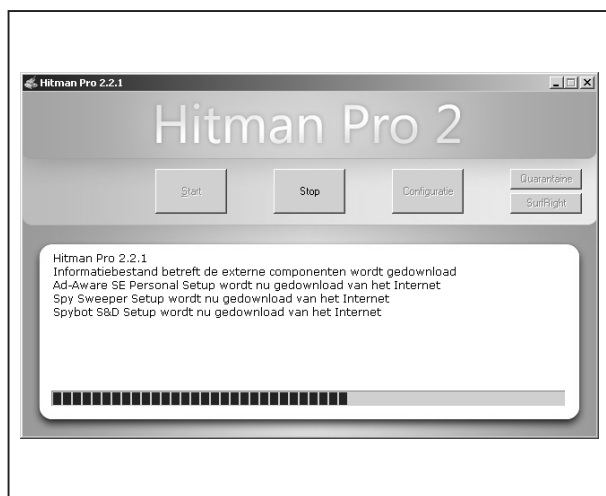 Hitman Pro 2.2.1
Hitman Pro 2
Start
Stop
Configuratie
Quarantaine
SurfRight
Hitman Pro 2.2.1
Informatiebestand betreft de externe componenten wordt gedownload
Ad-Aware SE Personal Setup wordt nu gedownload van het Internet
Spy Sweeper Setup wordt nu gedownload van het Internet
Spybot S&D Setup wordt nu gedownload van het Internet